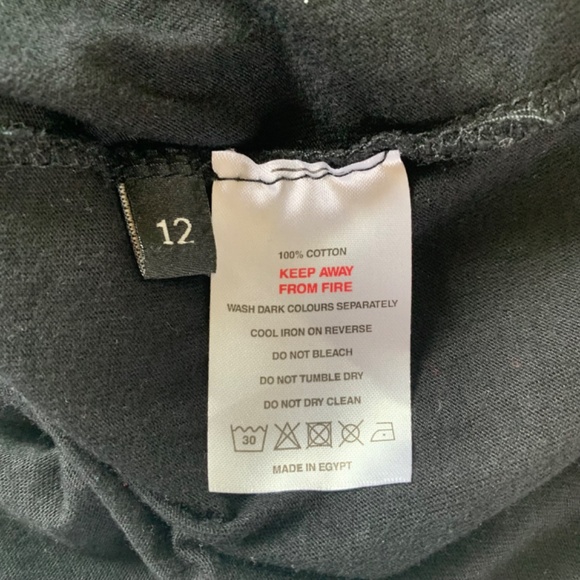 12
100% COTTON
KEEP AWAY
FROM FIRE
WASH DARK COLOURS SEPARATELY
COOL IRON ON REVERSE
DO NOT BLEACH
DO NOT TUMBLE DRY
DO NOT DRY CLEAN
30
MADE IN EGYPT